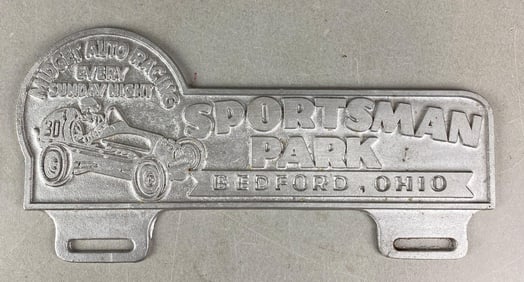 MIDGET AUTO RACING
EVERY
SUNDAY NIGHT
30
SPORTSMAN
PARK
BEDFORD, OHIO